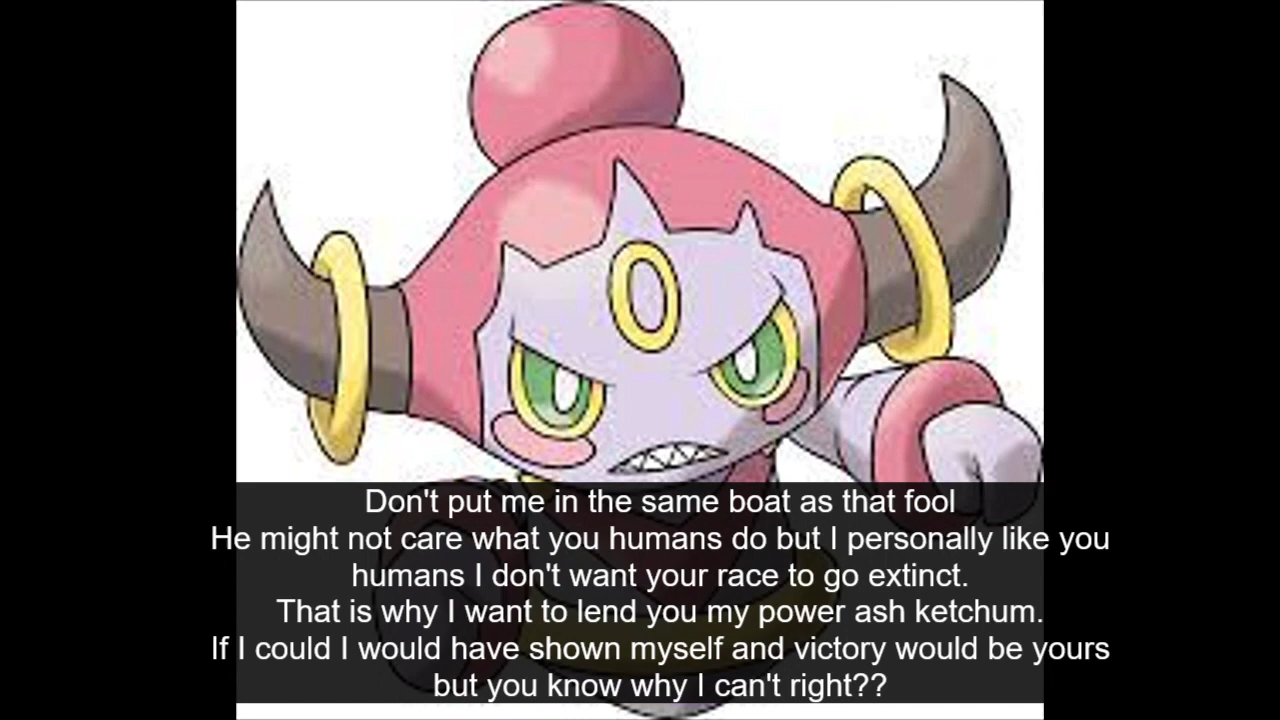 Don't put me in the same boat as that fool
He might not care what you humans do but I personally like you
humans I don't want your race to go extinct.
That is why I want to lend you my power ash ketchum.
If I could I would have shown myself and victory would be yours
but you know why I can't right??